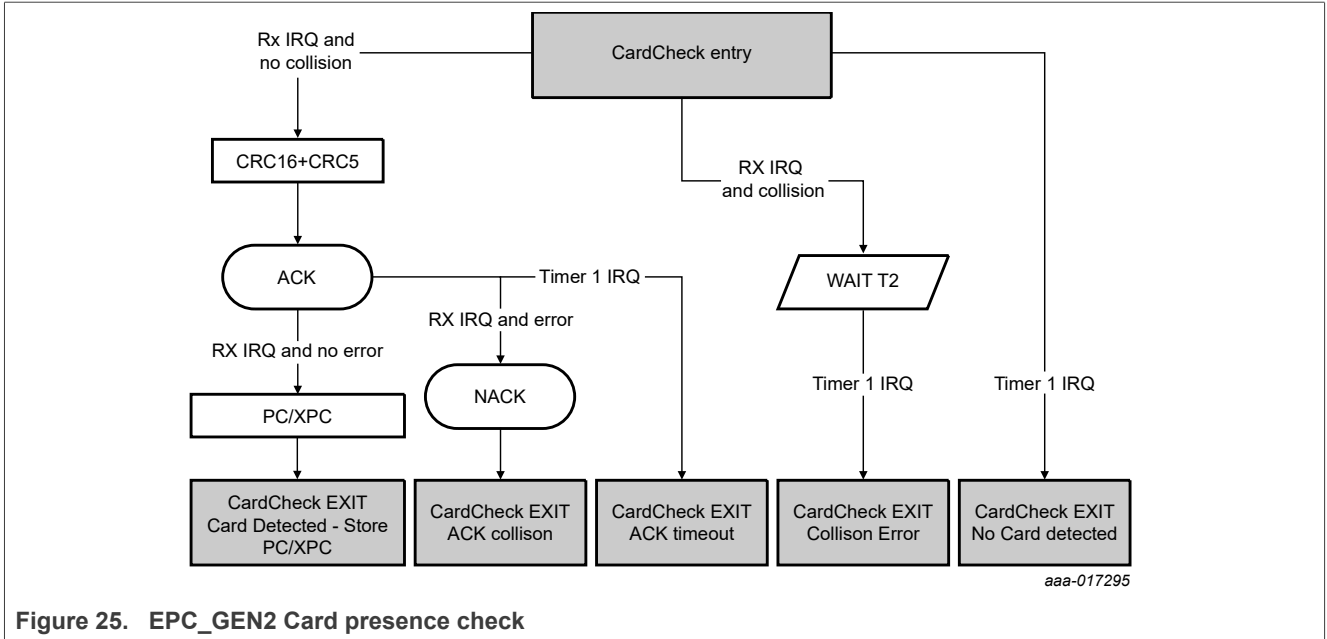 Rx IRQ and
no collision
CardCheck entry
CRC16+CRC5
RX IRQ
and collision
ACK
Timer 1 IRQ
WAIT T2
RX IRQ and error
RX IRQ and no error
NACK
Timer 1 IRQ
Timer 1 IRQ
PC/XPC
CardCheck EXIT
Card Detected - Store
PC/XPC
CardCheck EXIT
ACK collison
CardCheck EXIT
ACK timeout
CardCheck EXIT
Collison Error
CardCheck EXIT
No Card detected
aaa-017295
Figure 25. EPC_GEN2 Card presence check